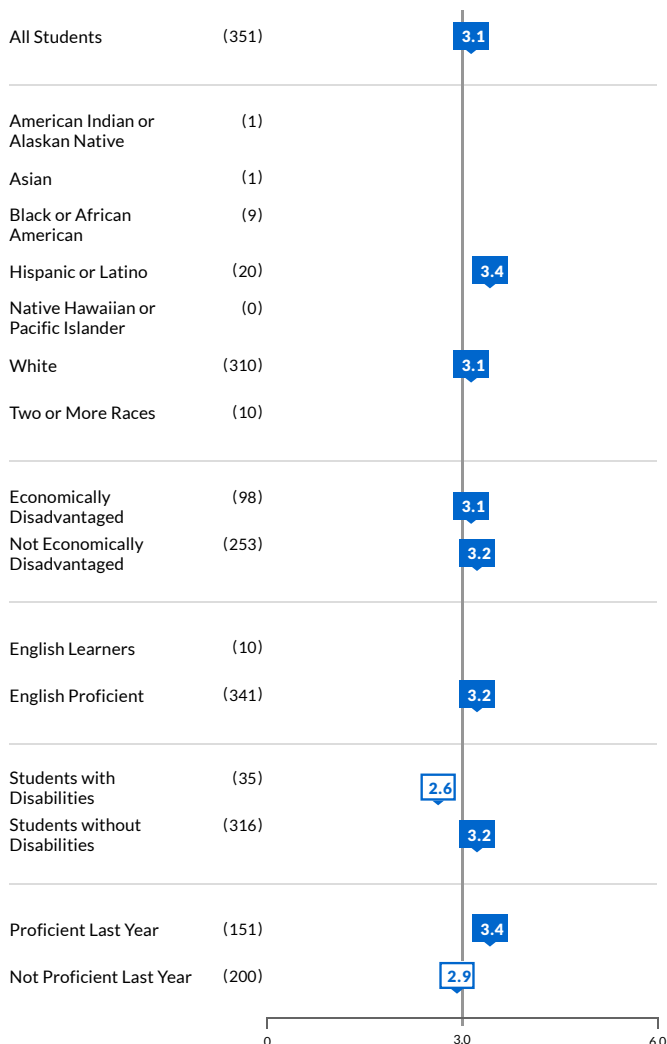 All Students (351) 3.1
American Indian or (1)
Alaskan Native
Asian (1)
Black or African (9)
American
Hispanic or Latino (20) 3.4
Native Hawaiian or (0)
Pacific Islander
White (310) 3.1
Two or More Races (10)
Economically (98) 3.1
Disadvantaged
Not Economically (253) 3.2
Disadvantaged
English Learners (10)
English Proficient (341) 3.2
Students with (35) 2.6
Disabilities
Students without (316) 3.2
Disabilities
Proficient Last Year (151) 3.4
Not Proficient Last Year (200) 2.9
0 3.0 6.0